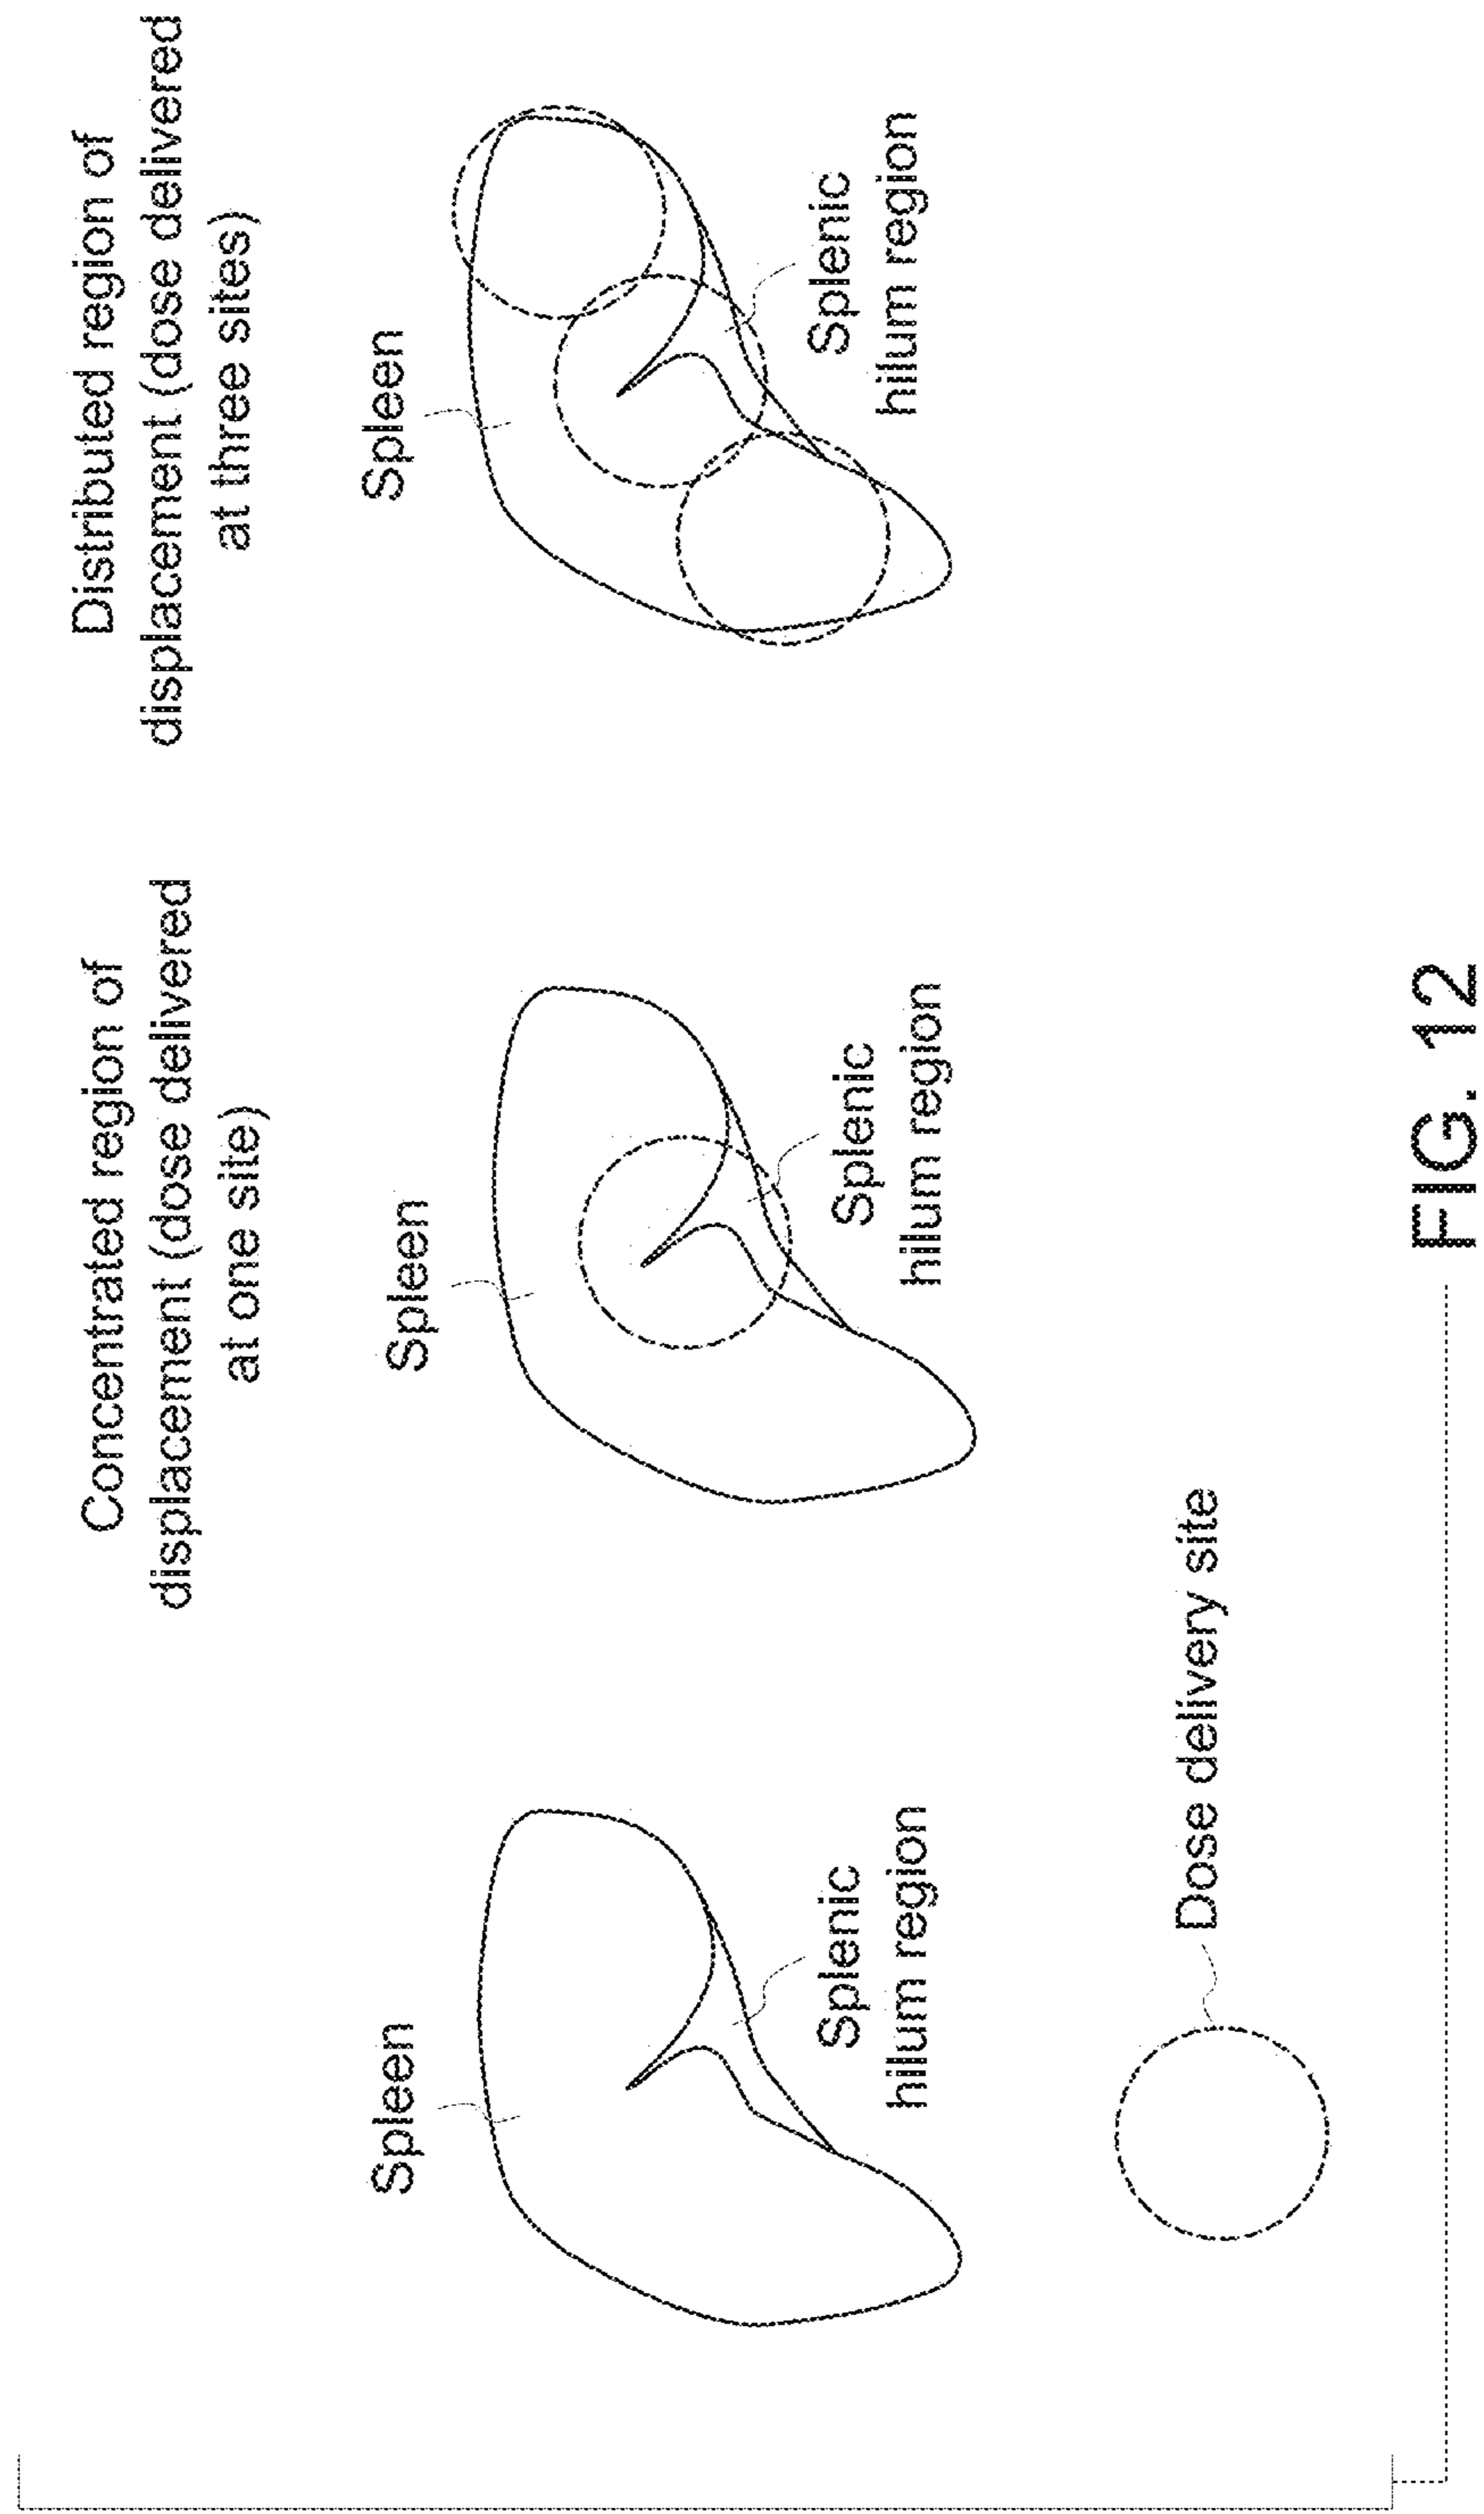 Spleen
Splenic
hilum region
Dose delivery site
Concentrated region of
displacement (dose delivered
at one site)
Spleen
Splenic
hilum region
Distributed region of
displacement (dose delivered
at three sites)
Spleen
Splenic
hilum region
FIG. 12